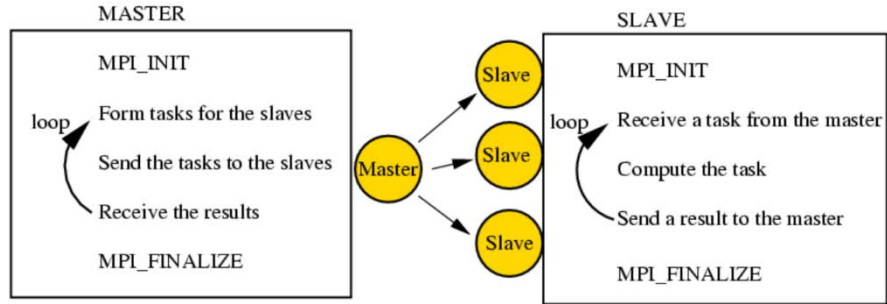 MASTER
MPI_INIT
loop
Form tasks for the slaves
Send the tasks to the slaves
Receive the results
MPI_FINALIZE
Master
Slave
Slave
Slave
SLAVE
MPI_INIT
loop
Receive a task from the master
Compute the task
Send a result to the master
MPI_FINALIZE